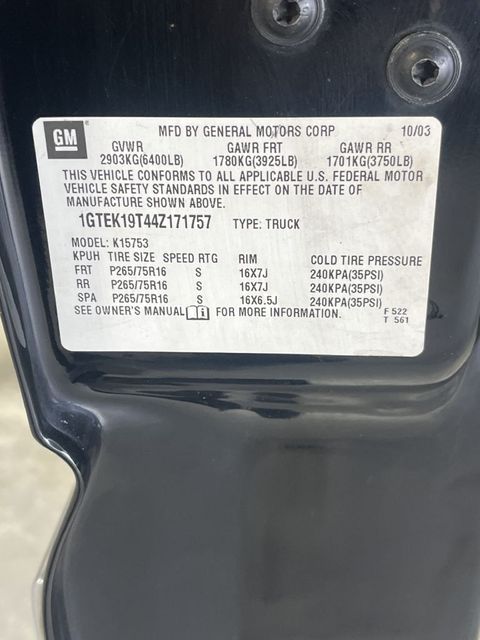 GM
MFD BY GENERAL MOTORS CORP 10/03
GVWR GAWR FRT GAWR RR
2903KG(6400LB) 1780KG(3925LB) 1701KG(3750LB)
THIS VEHICLE CONFORMS TO ALL APPLICABLE U.S. FEDERAL MOTOR
VEHICLE SAFETY STANDARDS IN EFFECT ON THE DATE OF
MANUFACTURE SHOWN ABOVE.
1GTEK19T44Z171757 TYPE: TRUCK
MODEL: K15753
KPUH TIRE SIZE SPEED RTG RIM COLD TIRE PRESSURE
FRT P265/75R16 S 16X7J 240KPA(35PSI)
RR P265/75R16 S 16X7J 240KPA(35PSI)
SPA P265/75R16 S 16X6.5J 240KPA(35PSI)
SEE OWNER'S MANUAL FOR MORE INFORMATION. F 522
T 561